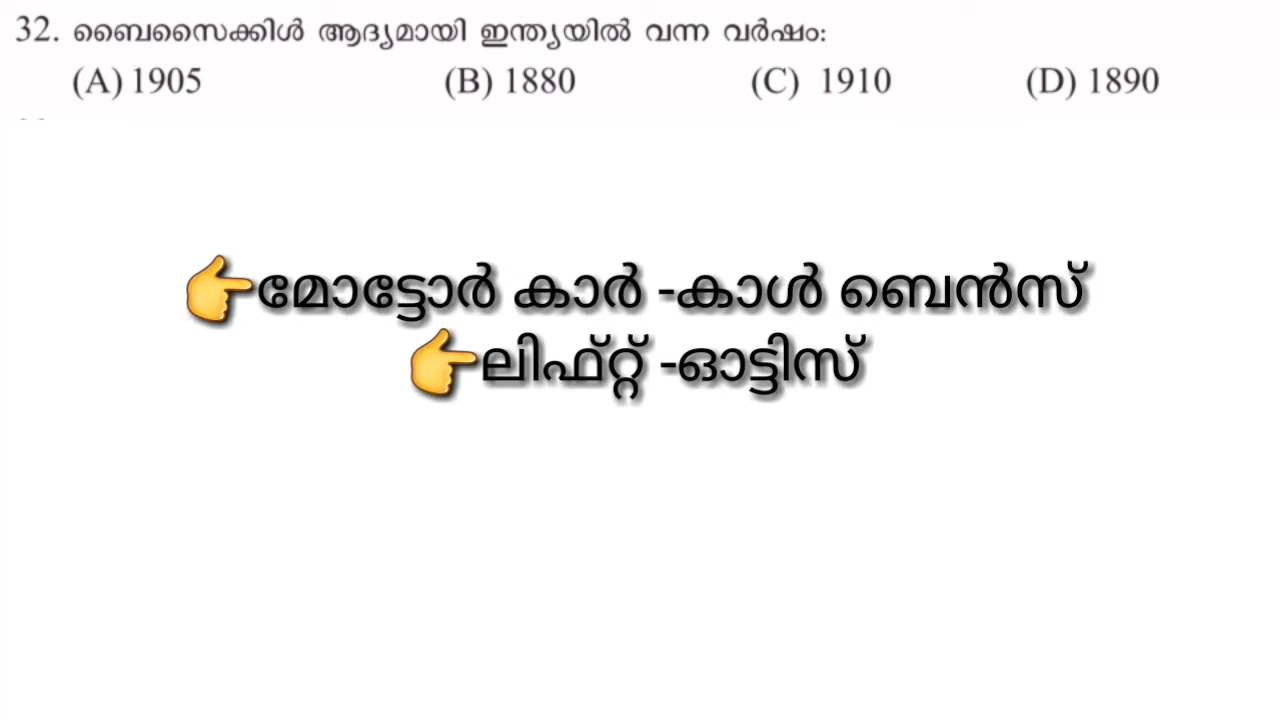 32. ബൈസൈക്കിൾ ആദ്യമായി ഇന്ത്യയിൽ വന്ന വർഷം:
(A) 1905 (B) 1880 (C) 1910 (D) 1890
👉മോട്ടോർ കാർ -കാൾ ബെൻസ്
👉ലിഫ്റ്റ് -ഓട്ടിസ്